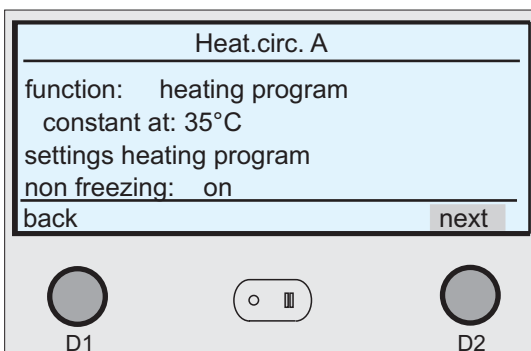 Heat.circ. A
function: heating program
constant at: 35°C
settings heating program
non freezing: on
back next
D1 D2